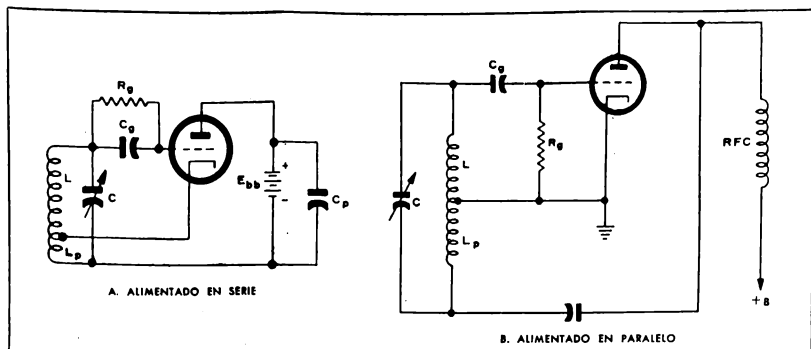 Rg
Cg
L
C
Lp
Ebb
+
-
Cp
A. ALIMENTADO EN SERIE
Cg
Rg
C
L
Lp
RFC
+B
B. ALIMENTADO EN PARALELO